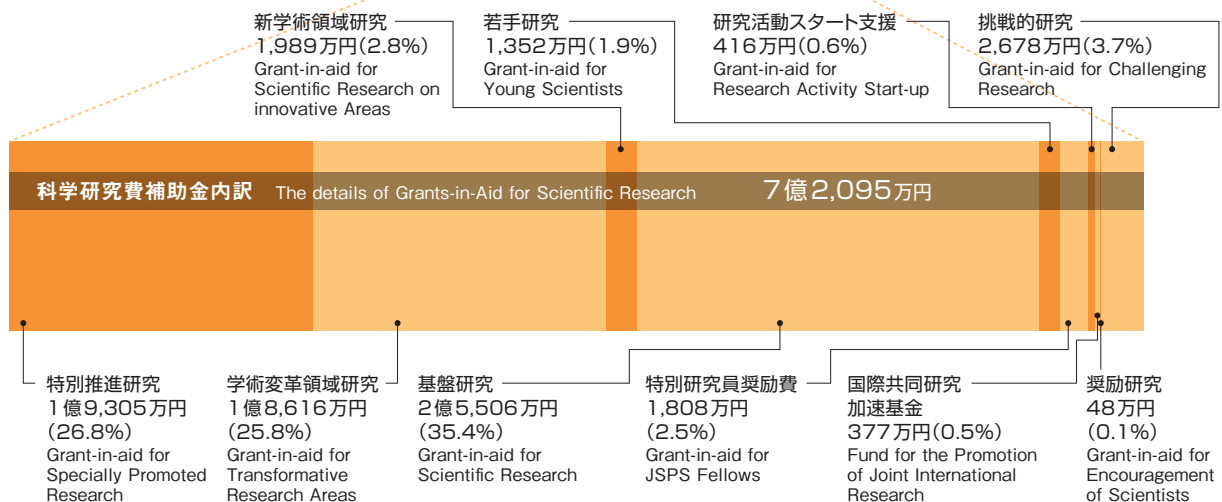 新学術領域研究
1,989万円(2.8%)
Grant-in-aid for
Scientific Research on
innovative Areas
若手研究
1,352万円(1.9%)
Grant-in-aid for
Young Scientists
研究活動スタート支援
416万円(0.6%)
Grant-in-aid for
Research Activity Start-up
挑戦的研究
2,678万円(3.7%)
Grant-in-aid for Challenging
Research
科学研究費補助金内訳 The details of Grants-in-Aid for Scientific Research 7億2,095万円
特別推進研究
1億9,305万円
(26.8%)
Grant-in-aid for
Specially Promoted
Research
学術変革領域研究
1億8,616万円
(25.8%)
Grant-in-aid for
Transformative
Research Areas
基盤研究
2億5,506万円
(35.4%)
Grant-in-aid for
Scientific Research
特別研究員奨励費
1,808万円
(2.5%)
Grant-in-aid for
JSPS Fellows
国際共同研究
加速基金
377万円(0.5%)
Fund for the Promotion
of Joint International
Research
奨励研究
48万円
(0.1%)
Grant-in-aid for
Encouragement
of Scientists